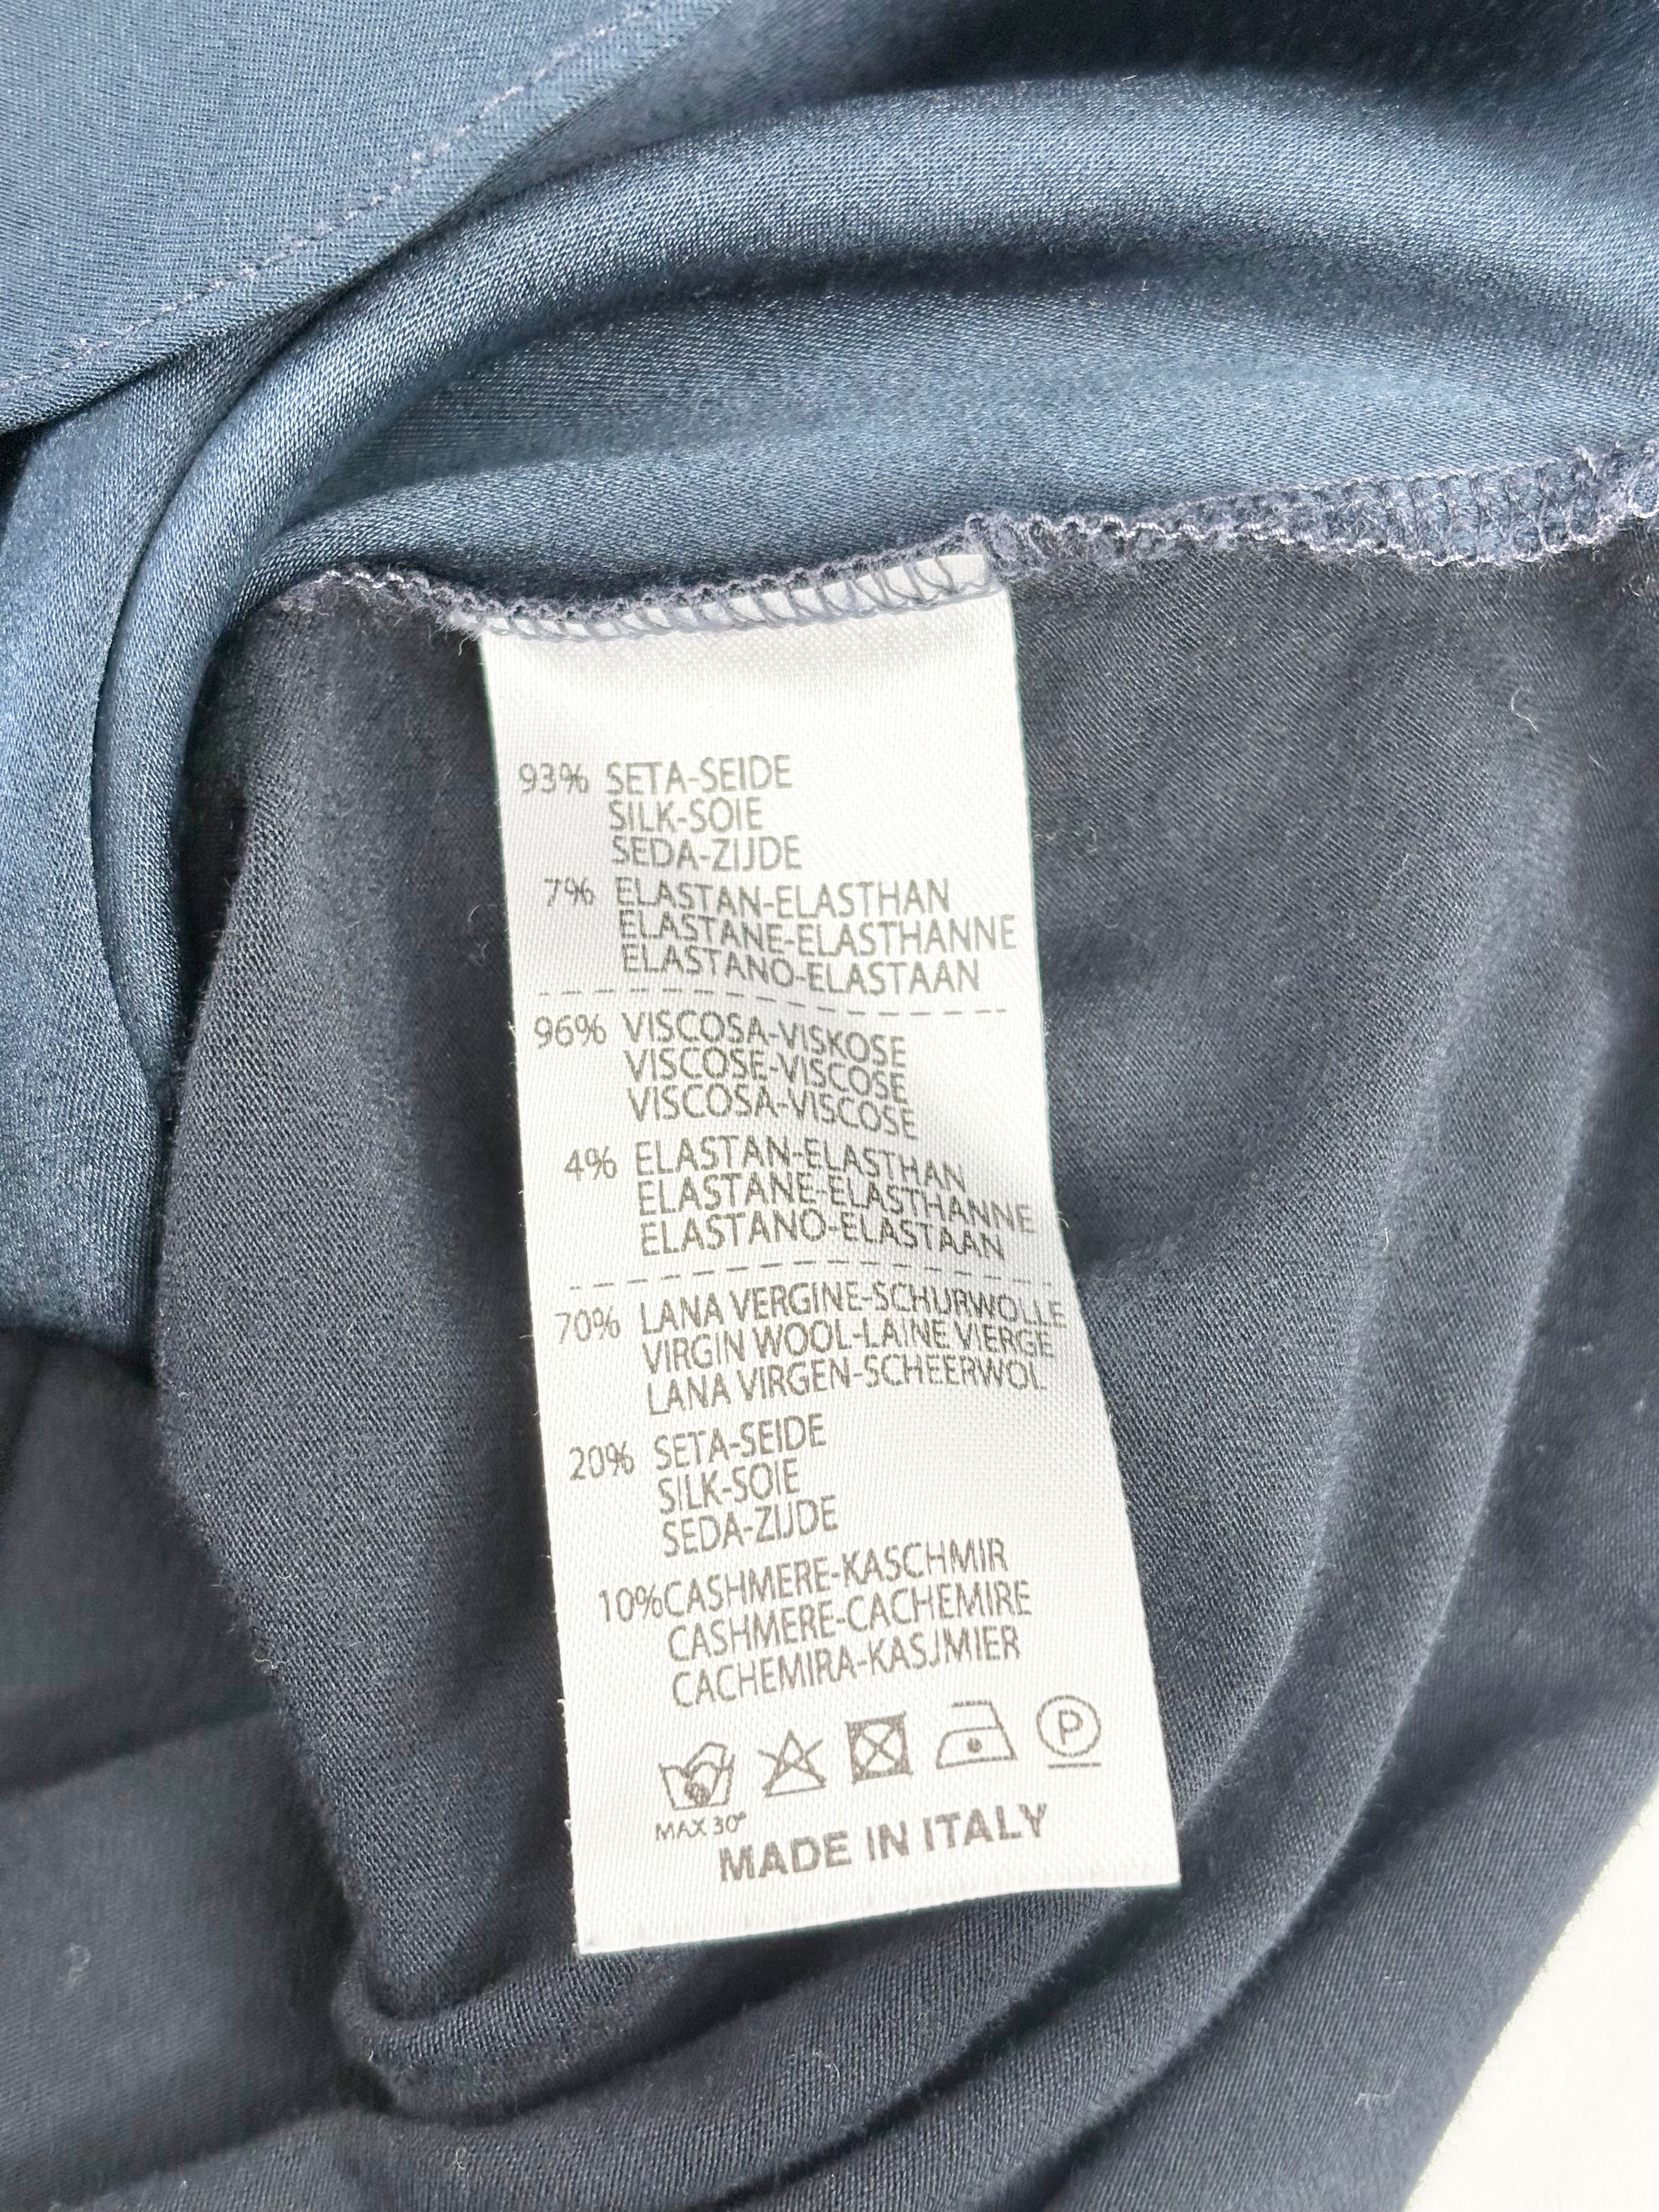 93% SETA-SEIDE
SILK-SOIE
SEDA-ZIJDE
7% ELASTAN-ELASTHAN
ELASTANE-ELASTHANNE
ELASTANO-ELASTAAN
96% VISCOSA-VISKOSE
VISCOSE-VISCOSE
VISCOSA-VISCOSE
4% ELASTAN-ELASTHAN
ELASTANE-ELASTHANNE
ELASTANO-ELASTAAN
70% LANA VERGINE-SCHURWOLLE
VIRGIN WOOL-LAINE VIERGE
LANA VIRGEN-SCHEERWOL
20% SETA-SEIDE
SILK-SOIE
SEDA-ZIJDE
10%CASHMERE-KASCHMIR
CASHMERE-CACHEMIRE
CACHEMIRA-KASJMIER
P
MAX 30°
MADE IN ITALY